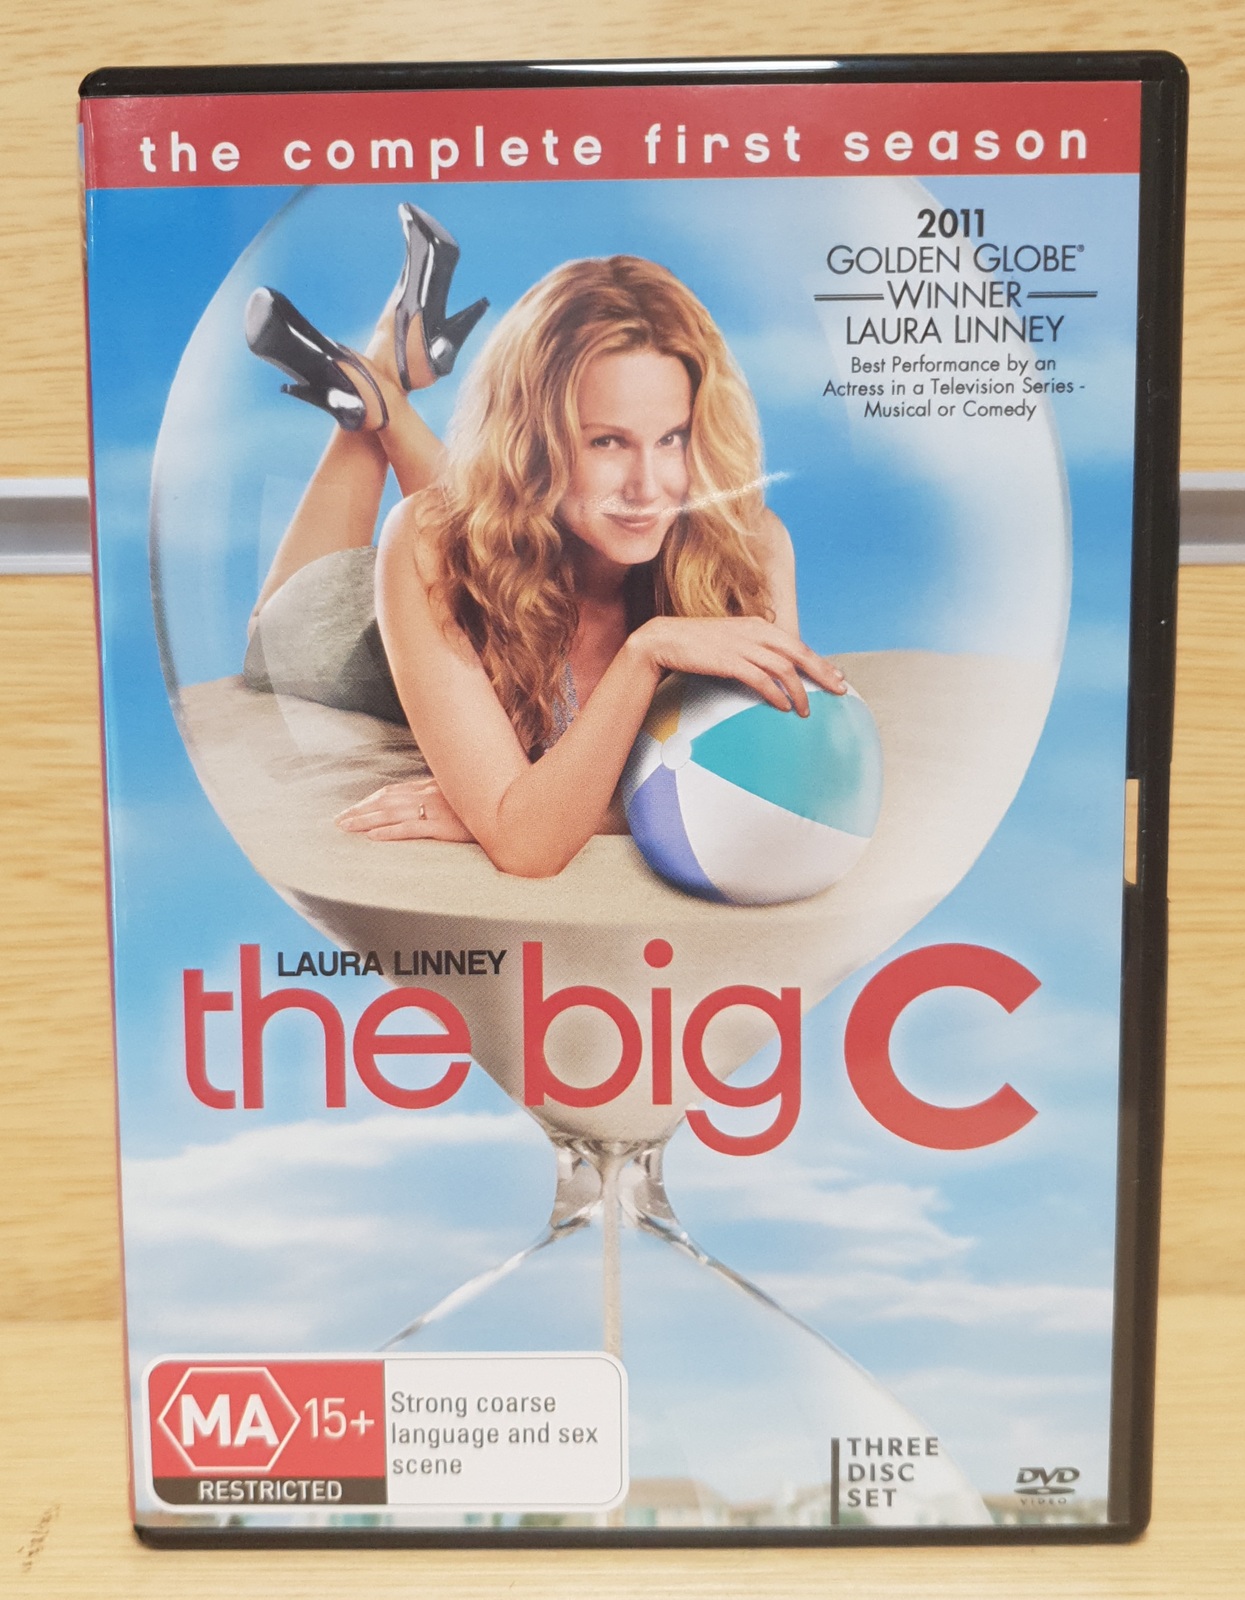 the complete first season
2011
GOLDEN GLOBE®
WINNER
LAURA LINNEY
Best Performance by an
Actress in a Television Series -
Musical or Comedy
LAURA LINNEY
the big C
MA 15+
RESTRICTED
Strong coarse
language and sex
scene
THREE
DISC
SET
DVD
VIDEO